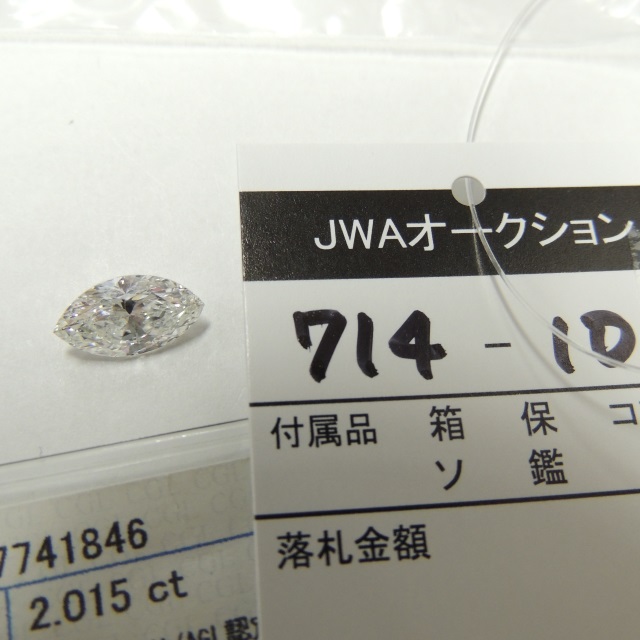 JWAオークション
714-10
付属品 箱 保 コ
ソ 鑑
落札金額
7741846
2.015 ct